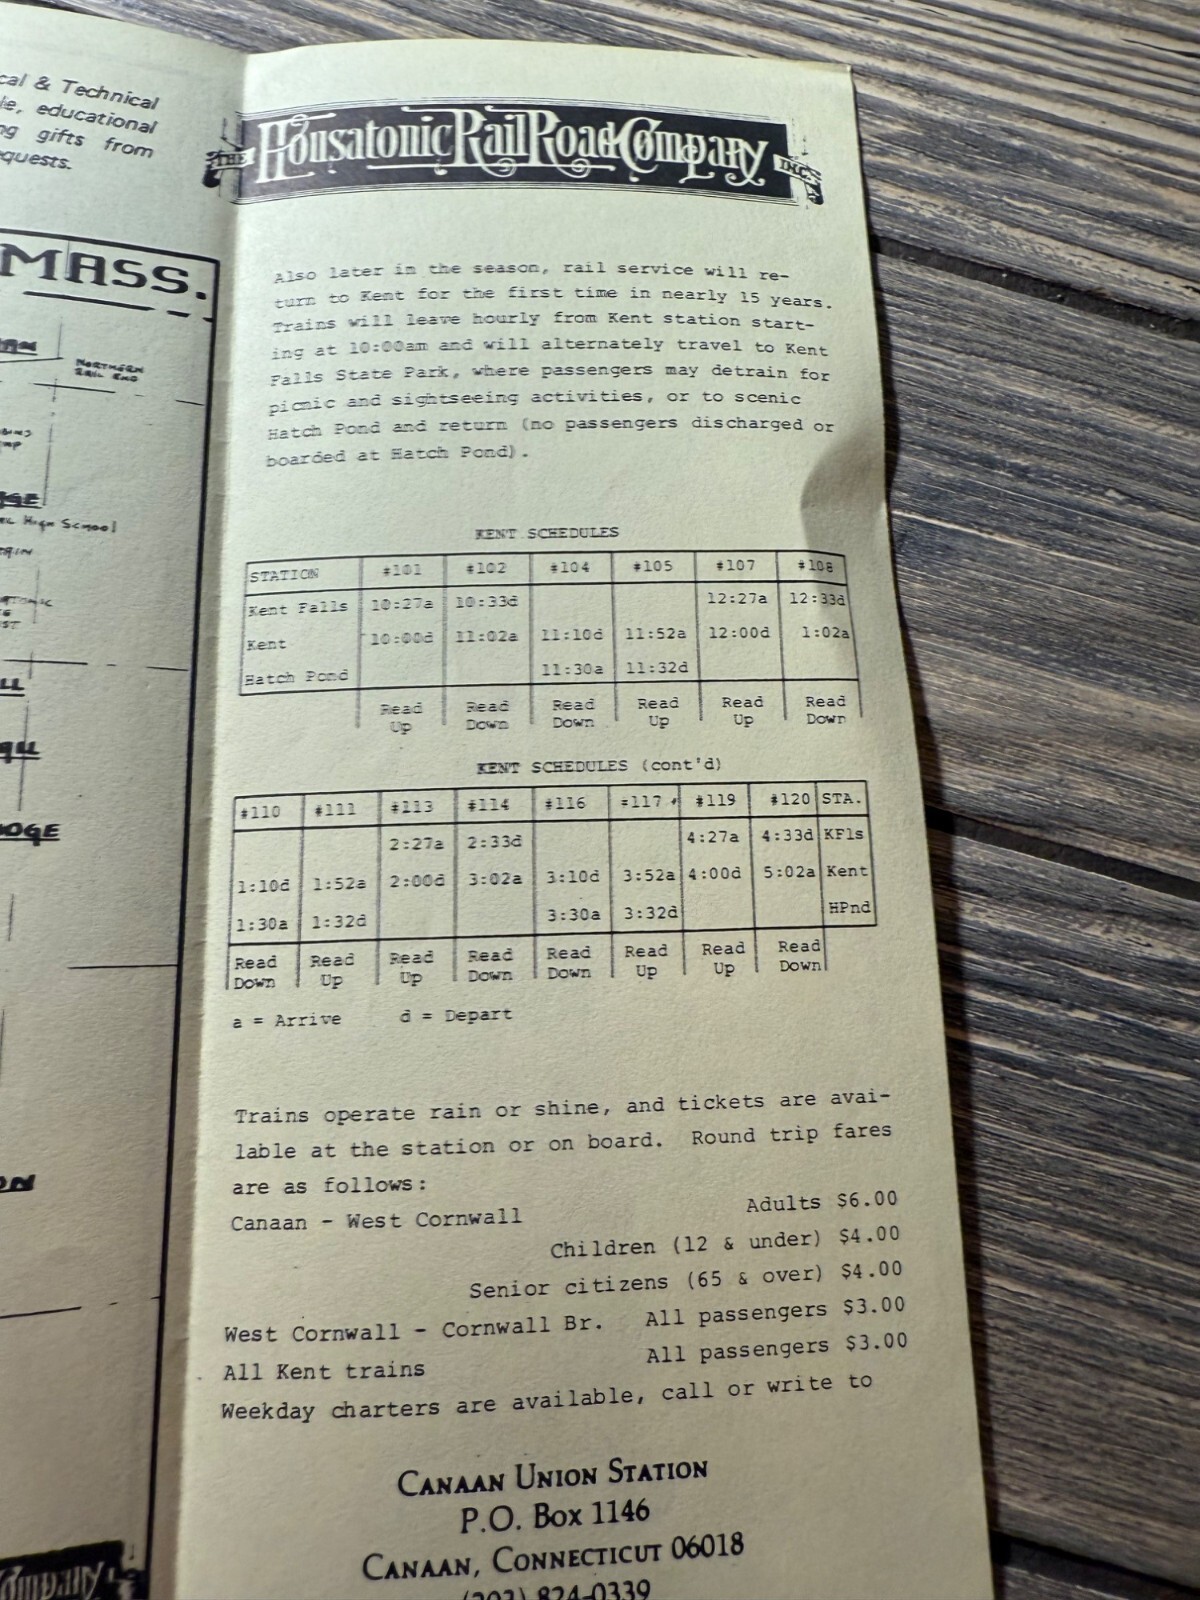 cal & Technical
le, educational
ng gifts from
quests.
MASS.
NORTHERN
RAIL END
High School
THE Housatonic RailRoad Company INC.
Also later in the season, rail service will re-
turn to Kent for the first time in nearly 15 years.
Trains will leave hourly from Kent station start-
ing at 10:00am and will alternately travel to Kent
Falls State Park, where passengers may detrain for
picnic and sightseeing activities, or to scenic
Hatch Pond and return (no passengers discharged or
boarded at Hatch Pond).
KENT SCHEDULES
STATION #101 #102 #104 #105 #107 #108
Kent Falls 10:27a 10:33d 12:27a 12:33d
Kent 10:00d 11:02a 11:10d 11:52a 12:00d 1:02a
Hatch Pond 11:30a 11:32d
Read Read Read Read Read Read
Up Down Down Up Up Down
KENT SCHEDULES (cont'd)
#110 #111 #113 #114 #116 #117 #119 #120 STA.
2:27a 2:33d 4:27a 4:33d KFls
1:10d 1:52a 2:00d 3:02a 3:10d 3:52a 4:00d 5:02a Kent
1:30a 1:32d 3:30a 3:32d HPnd
Read Read Read Read Read Read Read Read
Down Up Up Down Down Up Up Down
a = Arrive d = Depart
Trains operate rain or shine, and tickets are avai-
lable at the station or on board. Round trip fares
are as follows:
Canaan - West Cornwall Adults $6.00
Children (12 & under) $4.00
Senior citizens (65 & over) $4.00
West Cornwall - Cornwall Br. All passengers $3.00
All Kent trains All passengers $3.00
Weekday charters are available, call or write to
CANAAN UNION STATION
P.O. BOX 1146
CANAAN, CONNECTICUT 06018
(203) 824-0339
Company